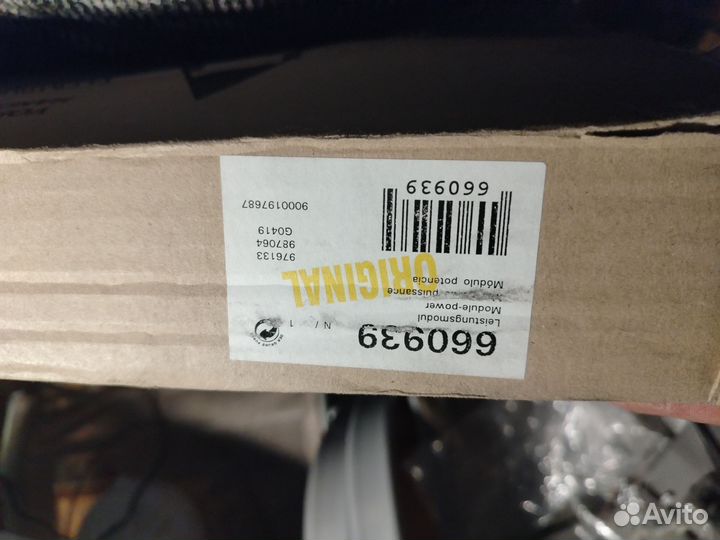 660939
Leistungsmodul
Module-power
puissance
Módulo potencia
N / 1
ORIGINAL
976133
987064
G0419
9000197687
660939
Avito